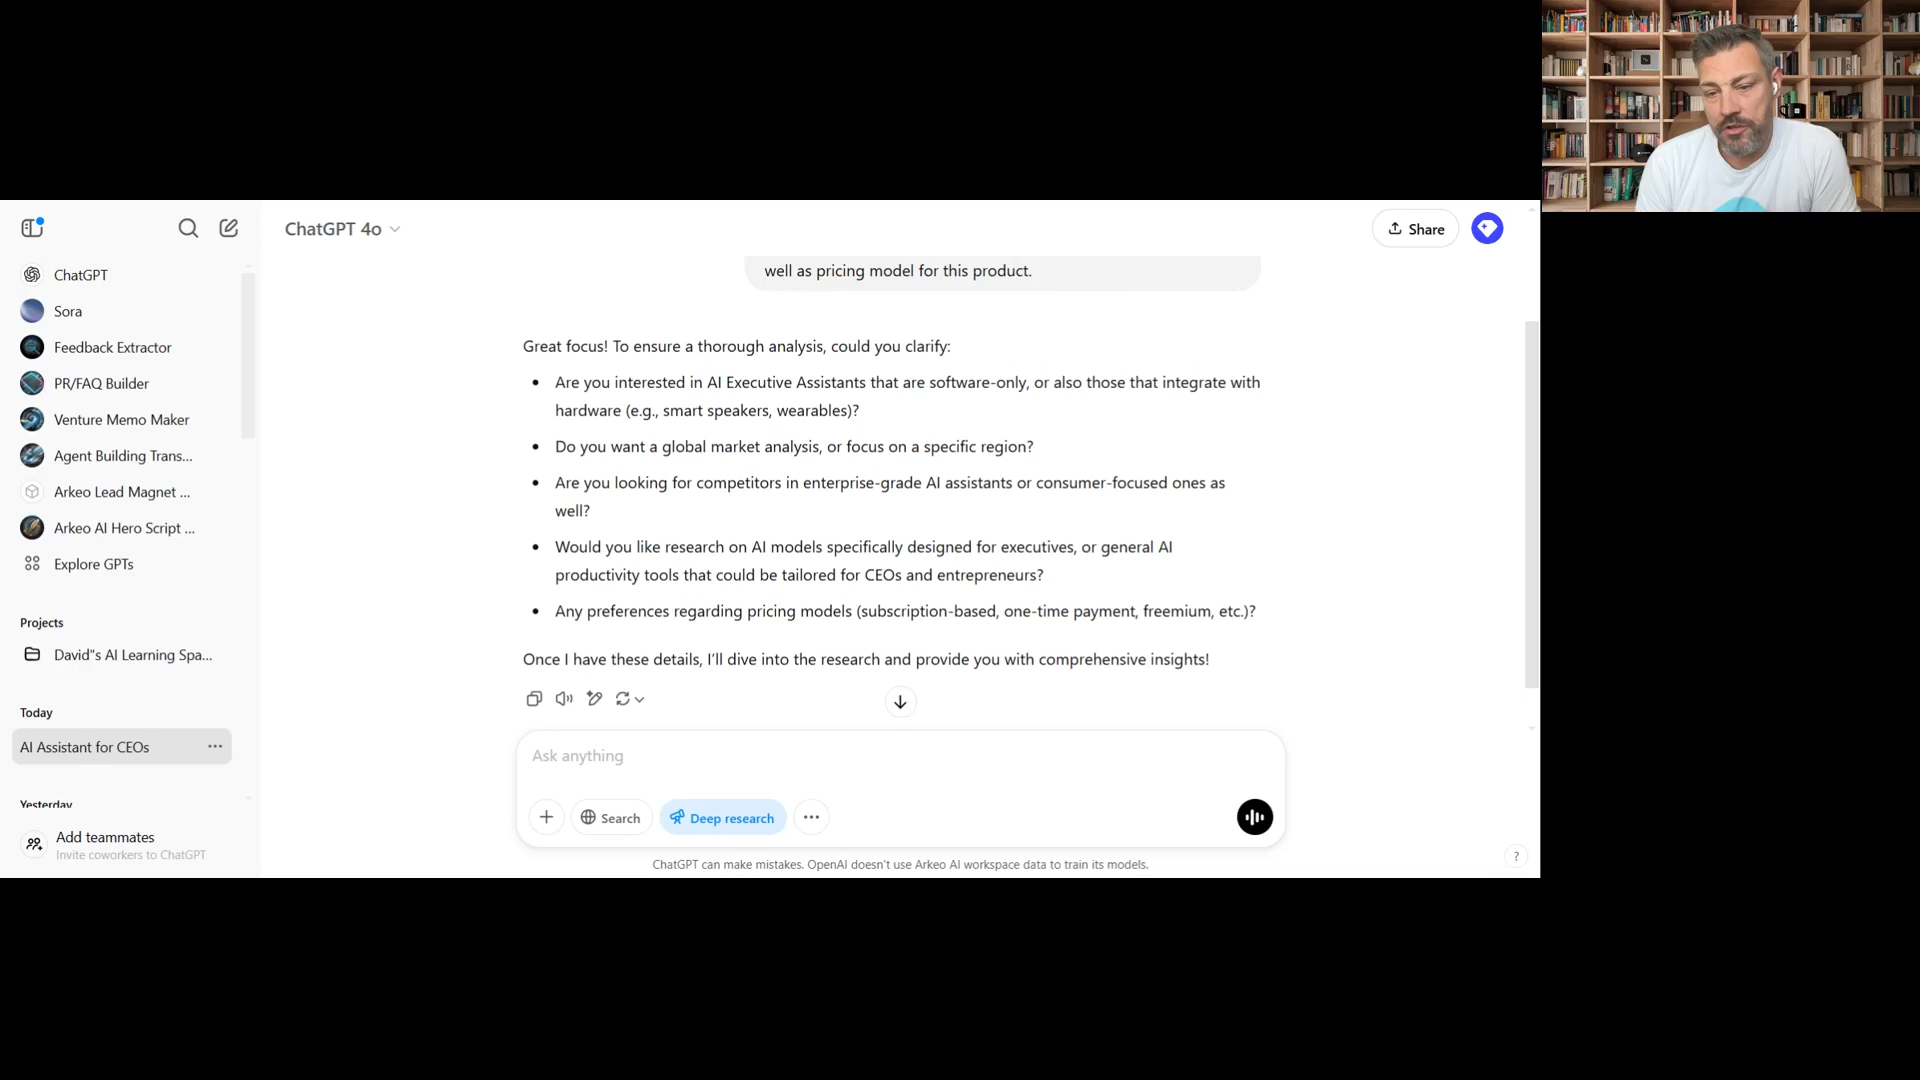 ChatGPT 4o
Share
ChatGPT
Sora
Feedback Extractor
PR/FAQ Builder
Venture Memo Maker
Agent Building Trans...
Arkeo Lead Magnet ...
Arkeo AI Hero Script ...
Explore GPTs
Projects
David"s AI Learning Spa...
Today
AI Assistant for CEOs
Yesterday
Add teammates
Invite coworkers to ChatGPT
well as pricing model for this product.
Great focus! To ensure a thorough analysis, could you clarify:
• Are you interested in AI Executive Assistants that are software-only, or also those that integrate with
hardware (e.g., smart speakers, wearables)?
• Do you want a global market analysis, or focus on a specific region?
• Are you looking for competitors in enterprise-grade AI assistants or consumer-focused ones as
well?
• Would you like research on AI models specifically designed for executives, or general AI
productivity tools that could be tailored for CEOs and entrepreneurs?
• Any preferences regarding pricing models (subscription-based, one-time payment, freemium, etc.)?
Once I have these details, I'll dive into the research and provide you with comprehensive insights!
Ask anything
Search
Deep research
ChatGPT can make mistakes. OpenAI doesn't use Arkeo AI workspace data to train its models.
?